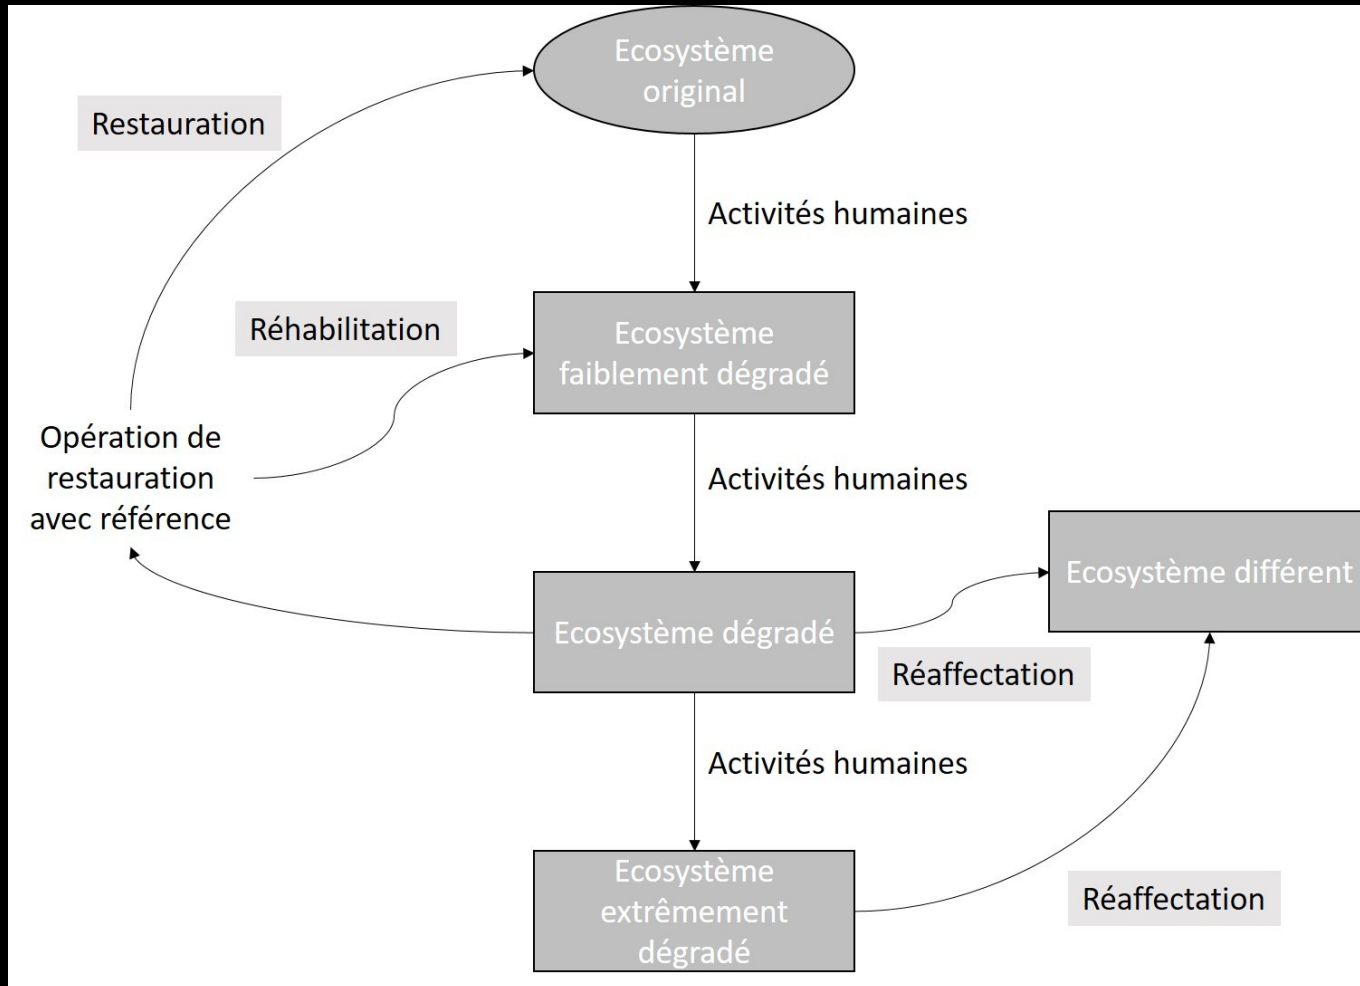 Ecosystème
original
Restauration
Activités humaines
Réhabilitation
Ecosystème
faiblement dégradé
Opération de
restauration
avec référence
Activités humaines
Ecosystème dégradé
Ecosystème différent
Réaffectation
Activités humaines
Ecosystème
extrêmement
dégradé
Réaffectation